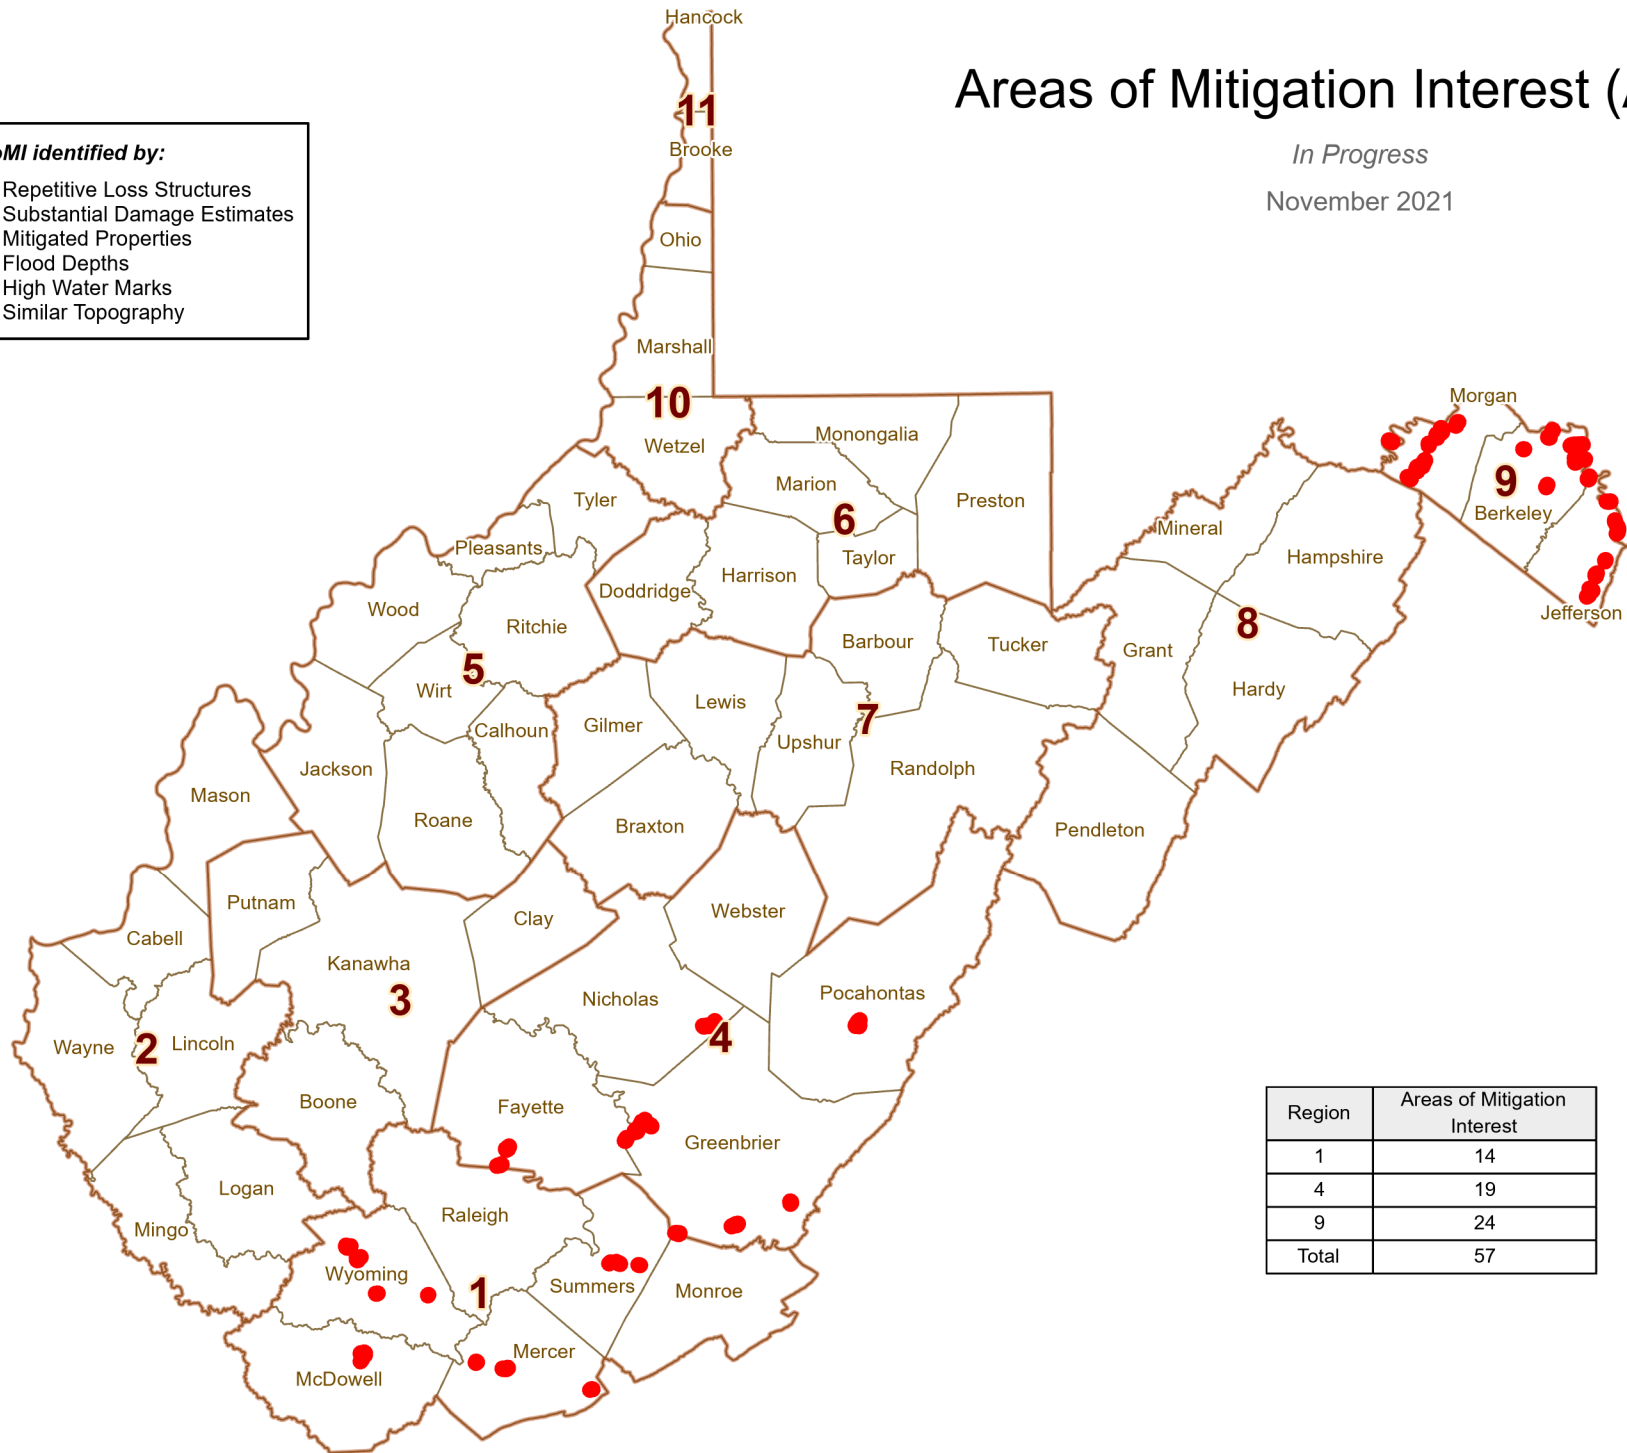 Hancock
Areas of Mitigation Interest (
11
MI identified by:
In Progress
Brooke
Repetitive Loss Structures
November 2021
Substantial Damage Estimates
Mitigated Properties
Ohio
Flood Depths
High Water Marks
Similar Topography
Marshall
10
Morgan
Wetzel
Monongalia
Marion
9
Tyler
Preston
Berkeley
6
Mineral
Pleasants
Hampshire
Taylor
Harrison
Doddridge
Wood
Jefferson
Ritchie
8
Barbour
Tucker
Grant
5
Wirt
Hardy
Lewis
7
Gilmer
Calhoun
Upshur
Jackson
Randolph
Mason
Roane
Braxton
Pendleton
Putnam
Webster
Clay
Cabell
Kanawha
Pocahontas
3
Nicholas
4
Wayne
2
Lincoln
Boone
Fayette
Greenbrier
Region
Areas of Mitigation
Interest
1 14
4 19
9 24
Total 57
Logan
Raleigh
Mingo
Wyoming
Summers
1
Monroe
Mercer
McDowell